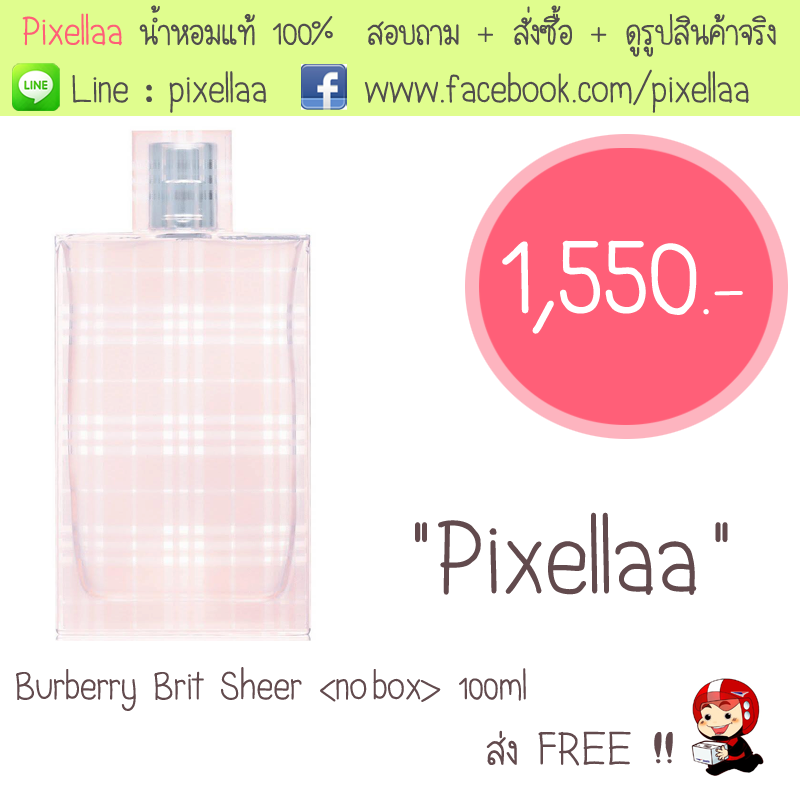 Pixellaa น้ำหอมแท้ 100% สอบถาม + สั่งซื้อ + ดูรูปสินค้าจริง
LINE Line : pixellaa f www.facebook.com/pixellaa
1,550.-
"Pixellaa"
Burberry Brit Sheer <no box> 100ml
ส่ง FREE !!